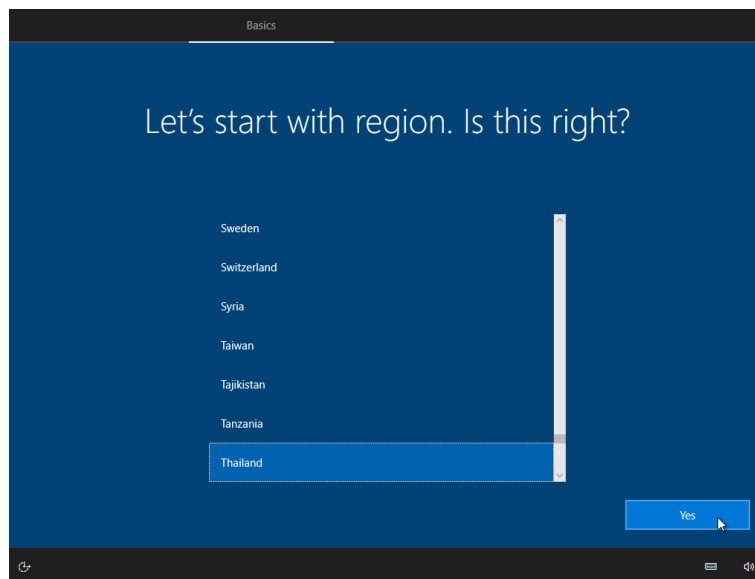 Basics
Let's start with region. Is this right?
Sweden
Switzerland
Syria
Taiwan
Tajikistan
Tanzania
Thailand
Yes